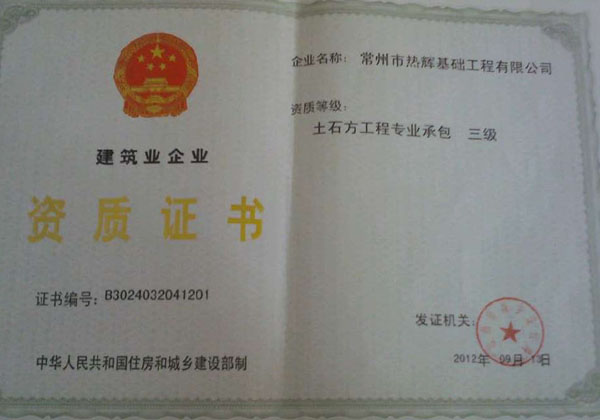 建筑业企业
资质证书
证书编号：B3024032041201
中华人民共和国住房和城乡建设部制
企业名称：常州市热辉基础工程有限公司
资质等级：
土石方工程专业承包 三级
发证机关：
2012年 09月 13日